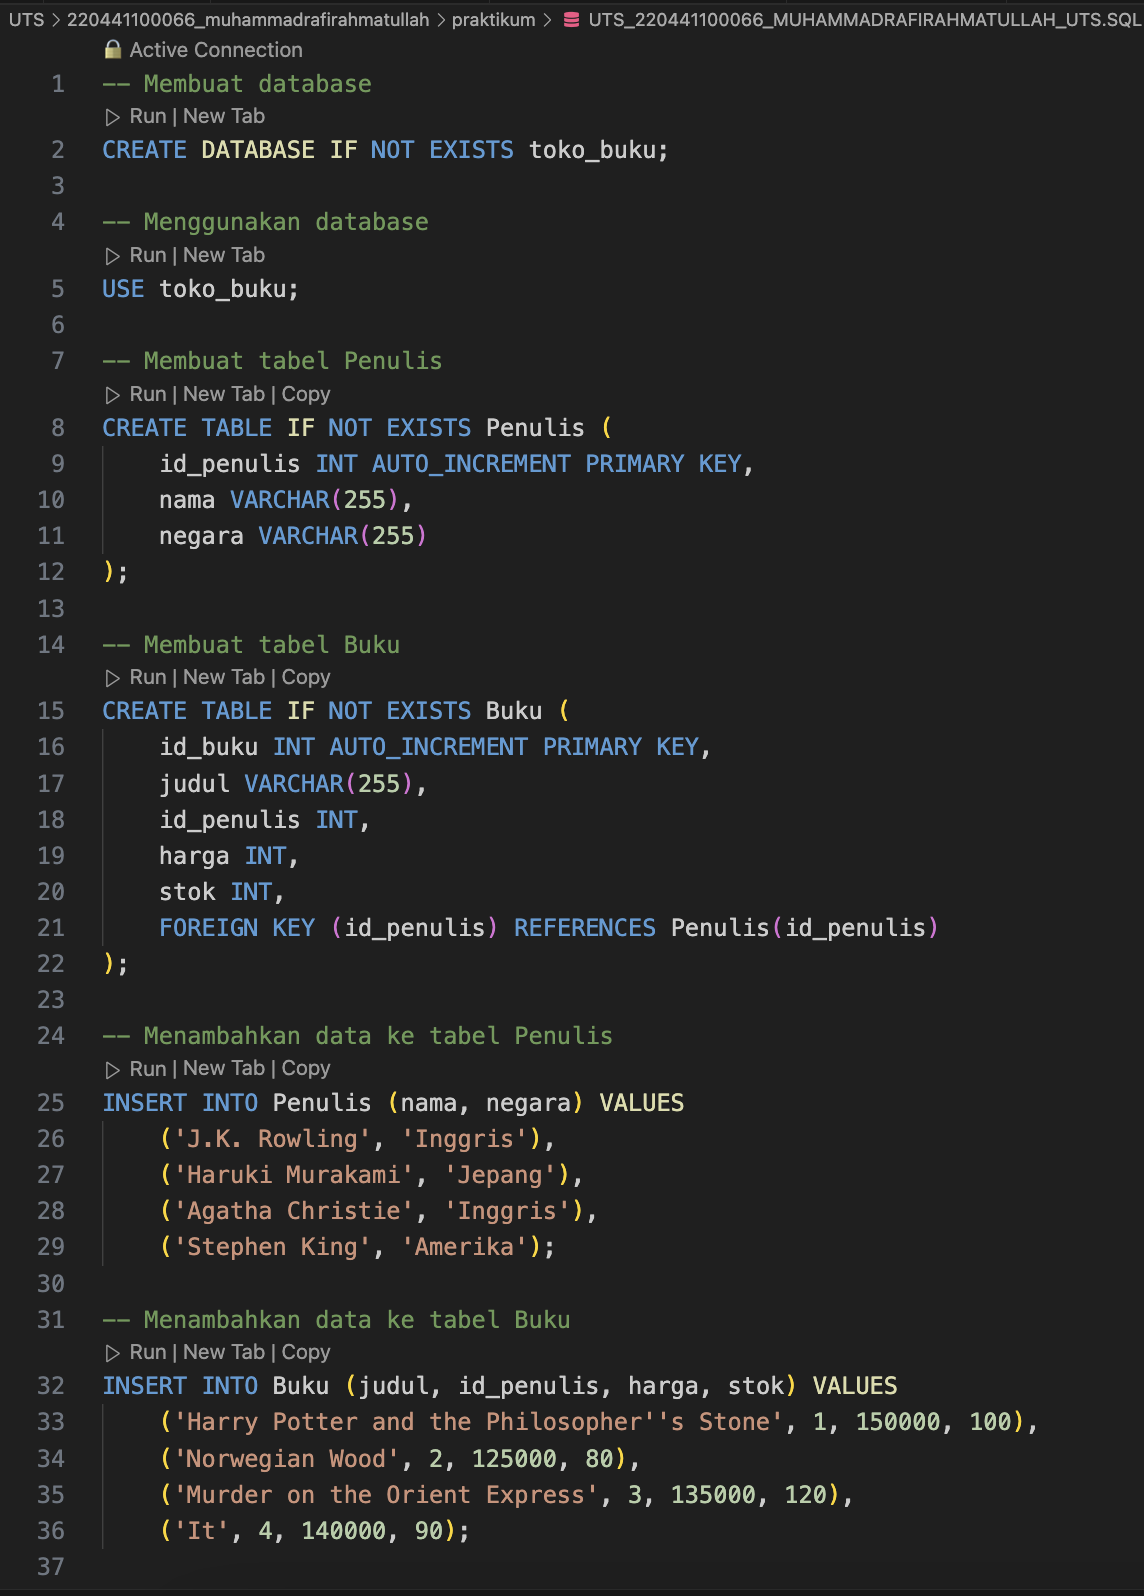 UTS > 220441100066_muhammadrafirahmatullah > praktikum > UTS_220441100066_MUHAMMADRAFIRAHMATULLAH_UTS.SQL
Active Connection
1 -- Membuat database
Run | New Tab
2 CREATE DATABASE IF NOT EXISTS toko_buku;
3
4 -- Menggunakan database
Run | New Tab
5 USE toko_buku;
6
7 -- Membuat tabel Penulis
Run | New Tab | Copy
8 CREATE TABLE IF NOT EXISTS Penulis (
9 id_penulis INT AUTO_INCREMENT PRIMARY KEY,
10 nama VARCHAR(255),
11 negara VARCHAR(255)
12 );
13
14 -- Membuat tabel Buku
Run | New Tab | Copy
15 CREATE TABLE IF NOT EXISTS Buku (
16 id_buku INT AUTO_INCREMENT PRIMARY KEY,
17 judul VARCHAR(255),
18 id_penulis INT,
19 harga INT,
20 stok INT,
21 FOREIGN KEY (id_penulis) REFERENCES Penulis(id_penulis)
22 );
23
24 -- Menambahkan data ke tabel Penulis
Run | New Tab | Copy
25 INSERT INTO Penulis (nama, negara) VALUES
26 ('J.K. Rowling', 'Inggris'),
27 ('Haruki Murakami', 'Jepang'),
28 ('Agatha Christie', 'Inggris'),
29 ('Stephen King', 'Amerika');
30
31 -- Menambahkan data ke tabel Buku
Run | New Tab | Copy
32 INSERT INTO Buku (judul, id_penulis, harga, stok) VALUES
33 ('Harry Potter and the Philosopher''s Stone', 1, 150000, 100),
34 ('Norwegian Wood', 2, 125000, 80),
35 ('Murder on the Orient Express', 3, 135000, 120),
36 ('It', 4, 140000, 90);
37